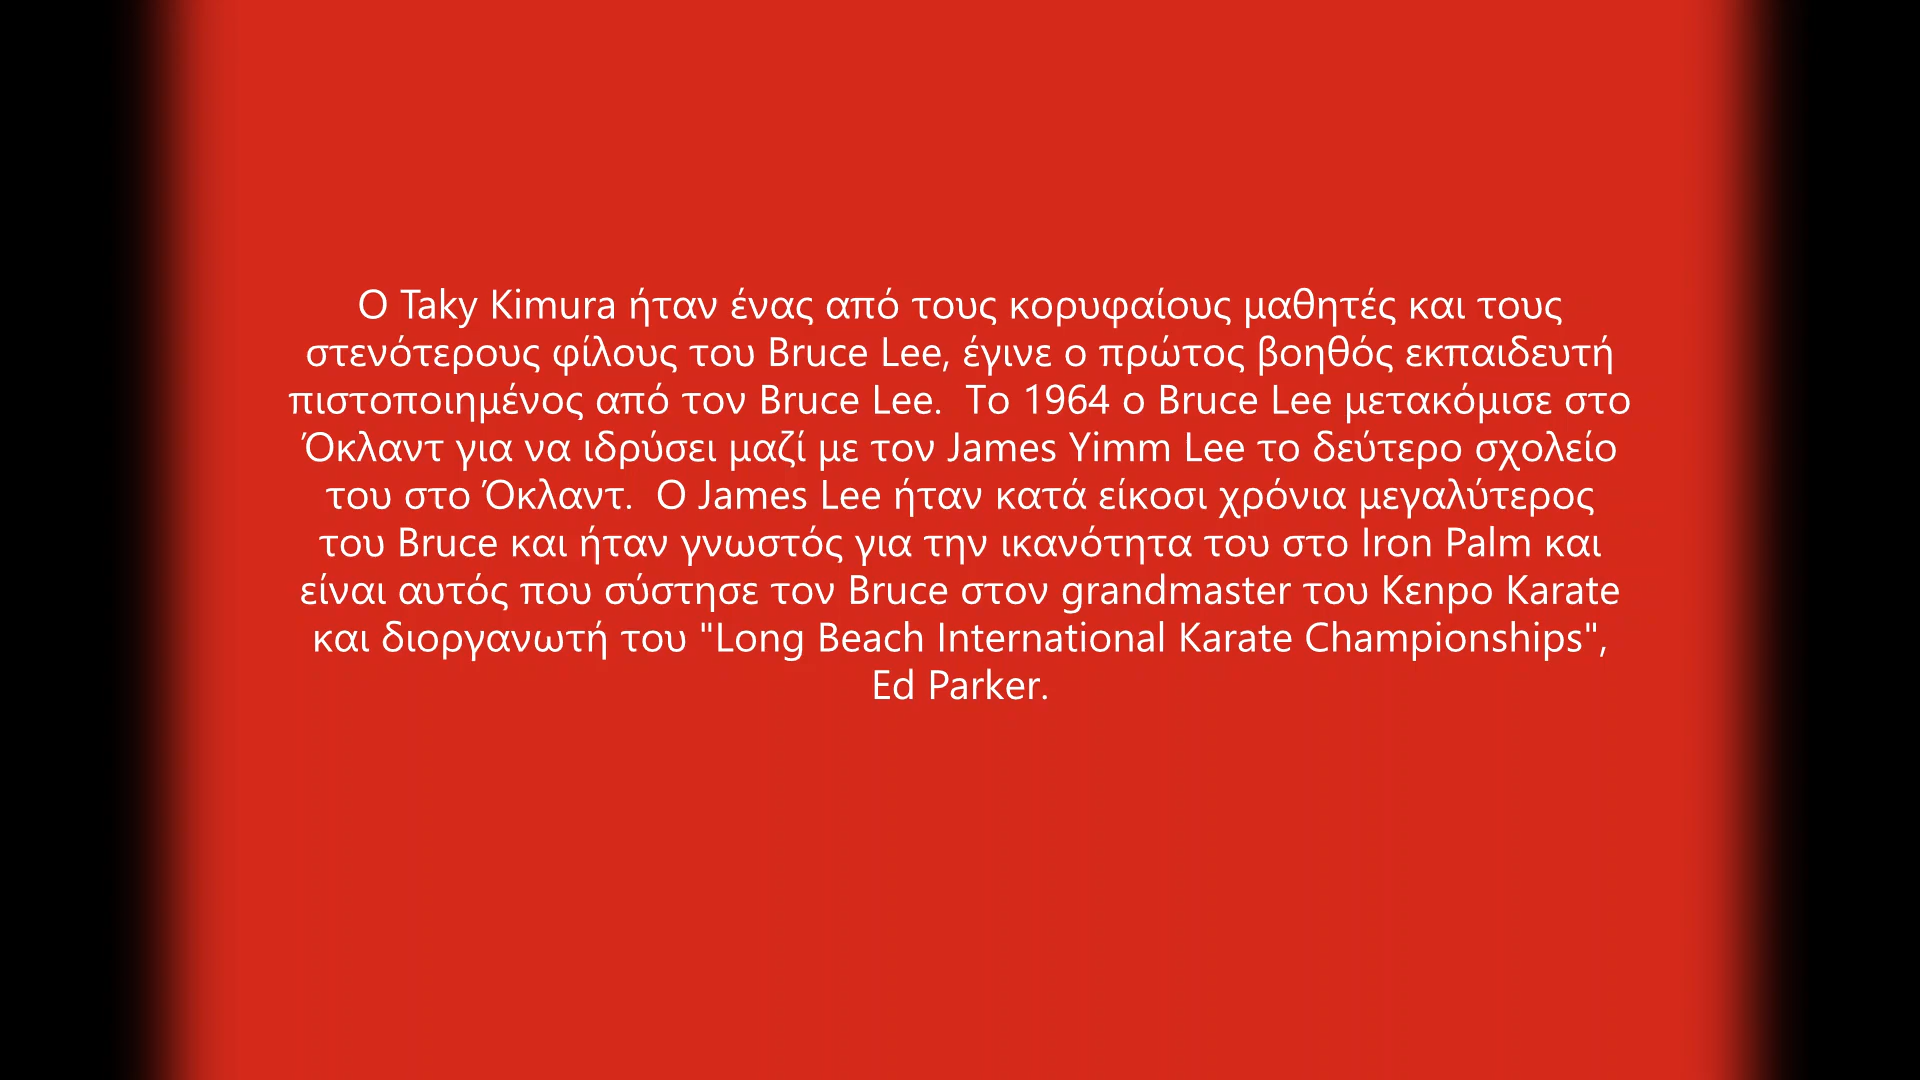 Ο Taky Kimura ήταν ένας από τους κορυφαίους μαθητές και τους
στενότερους φίλους του Bruce Lee, έγινε ο πρώτος βοηθός εκπαιδευτή
πιστοποιημένος από τον Bruce Lee.  Το 1964 ο Bruce Lee μετακόμισε στο
Όκλαντ για να ιδρύσει μαζί με τον James Yimm Lee το δεύτερο σχολείο
του στο Όκλαντ.  Ο James Lee ήταν κατά είκοσι χρόνια μεγαλύτερος
του Bruce και ήταν γνωστός για την ικανότητα του στο Iron Palm και
είναι αυτός που σύστησε τον Bruce στον grandmaster του Κεnpo Karate
και διοργανωτή του "Long Beach International Karate Championships",
Ed Parker.